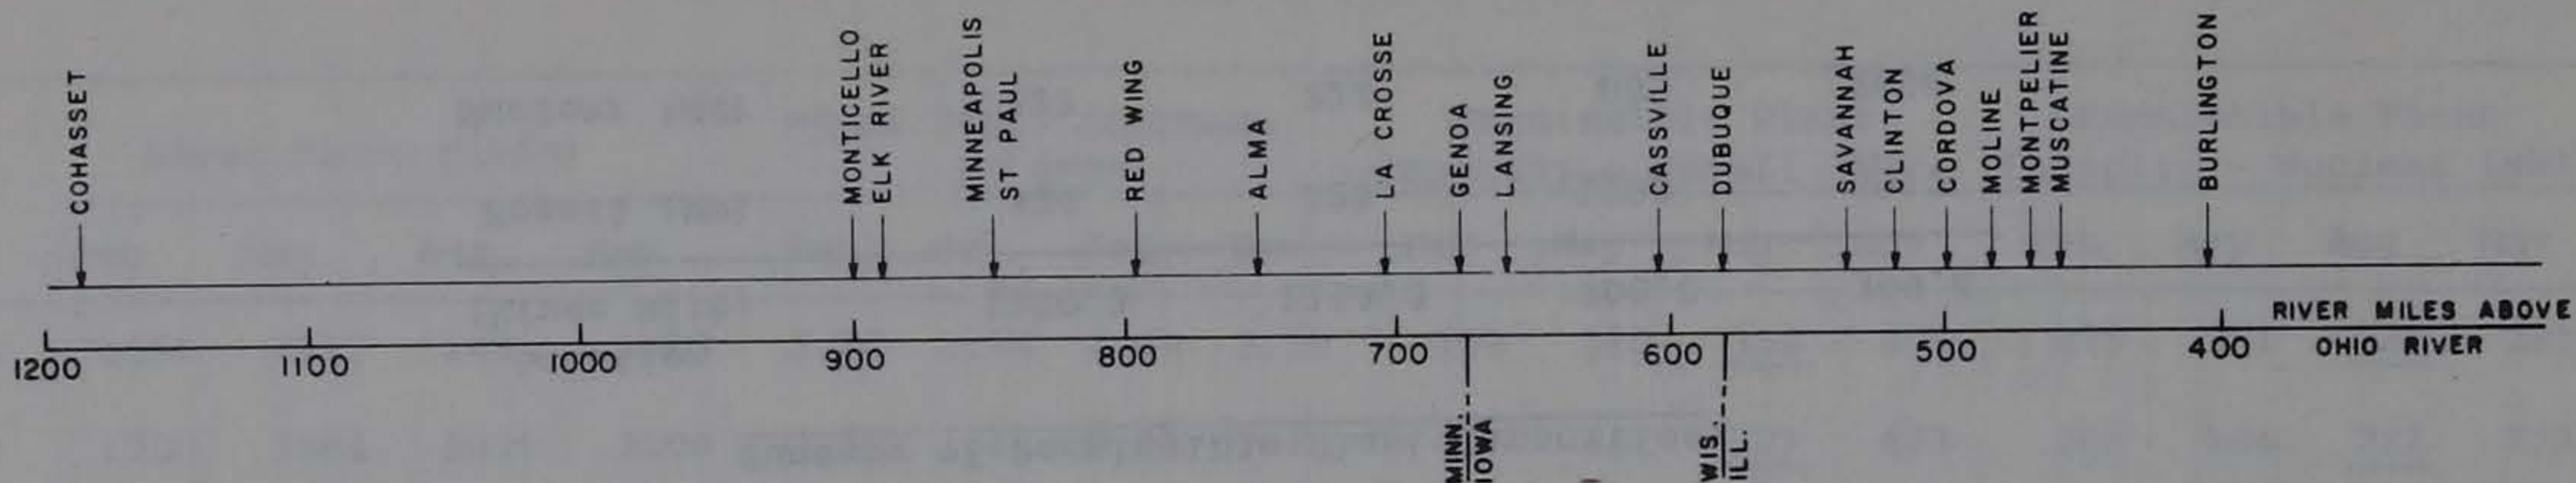 COHASSET
MONTICELLO
ELK RIVER
MINNEAPOLIS
ST PAUL
RED WING
ALMA
LA CROSSE
GENOA
LANSING
CASSVILLE
DUBUQUE
SAVANNAH
CLINTON
CORDOVA
MOLINE
MONTPELIER
MUSCATINE
BURLINGTON
1200 1100 1000 900 800 700 600 500 400
RIVER MILES ABOVE
OHIO RIVER
MINN.
IOWA
WIS.
ILL.